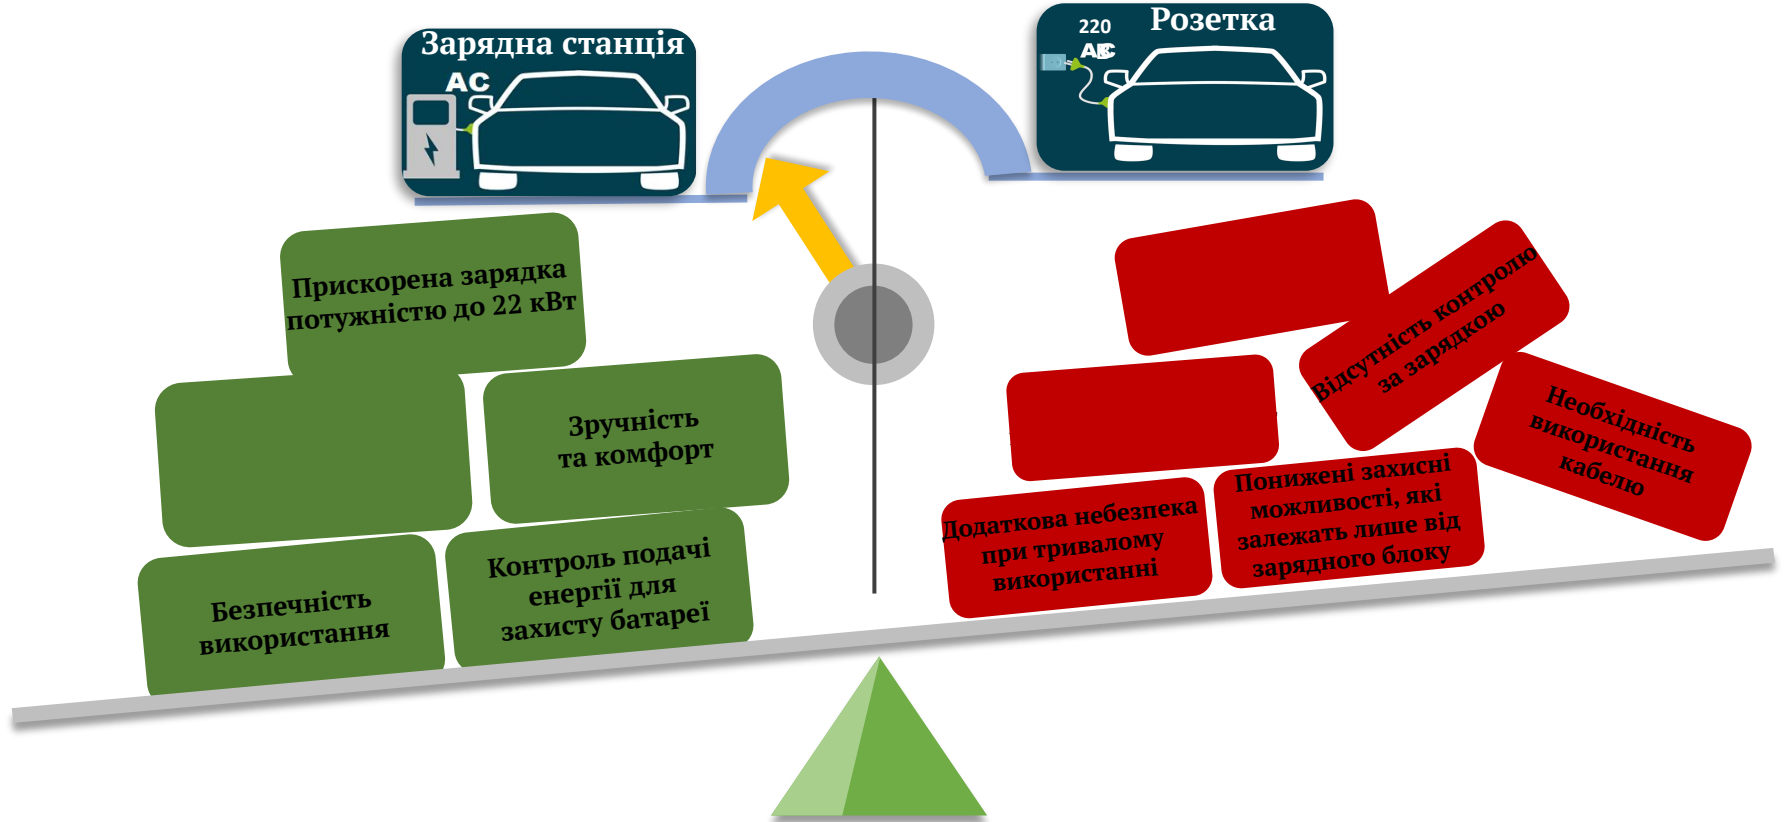 Зарядна станція
AC
Розетка
220
Прискорена зарядка
потужністю до 22 кВт
Зручність
та комфорт
Безпечність
використання
Контроль подачі
енергії для
захисту батареї
Відсутність контролю
за зарядкою
Необхідність
використання
кабелю
Додаткова небезпека
при тривалому
використанні
Понижені захисні
можливості, які
залежать лише від
зарядного блоку